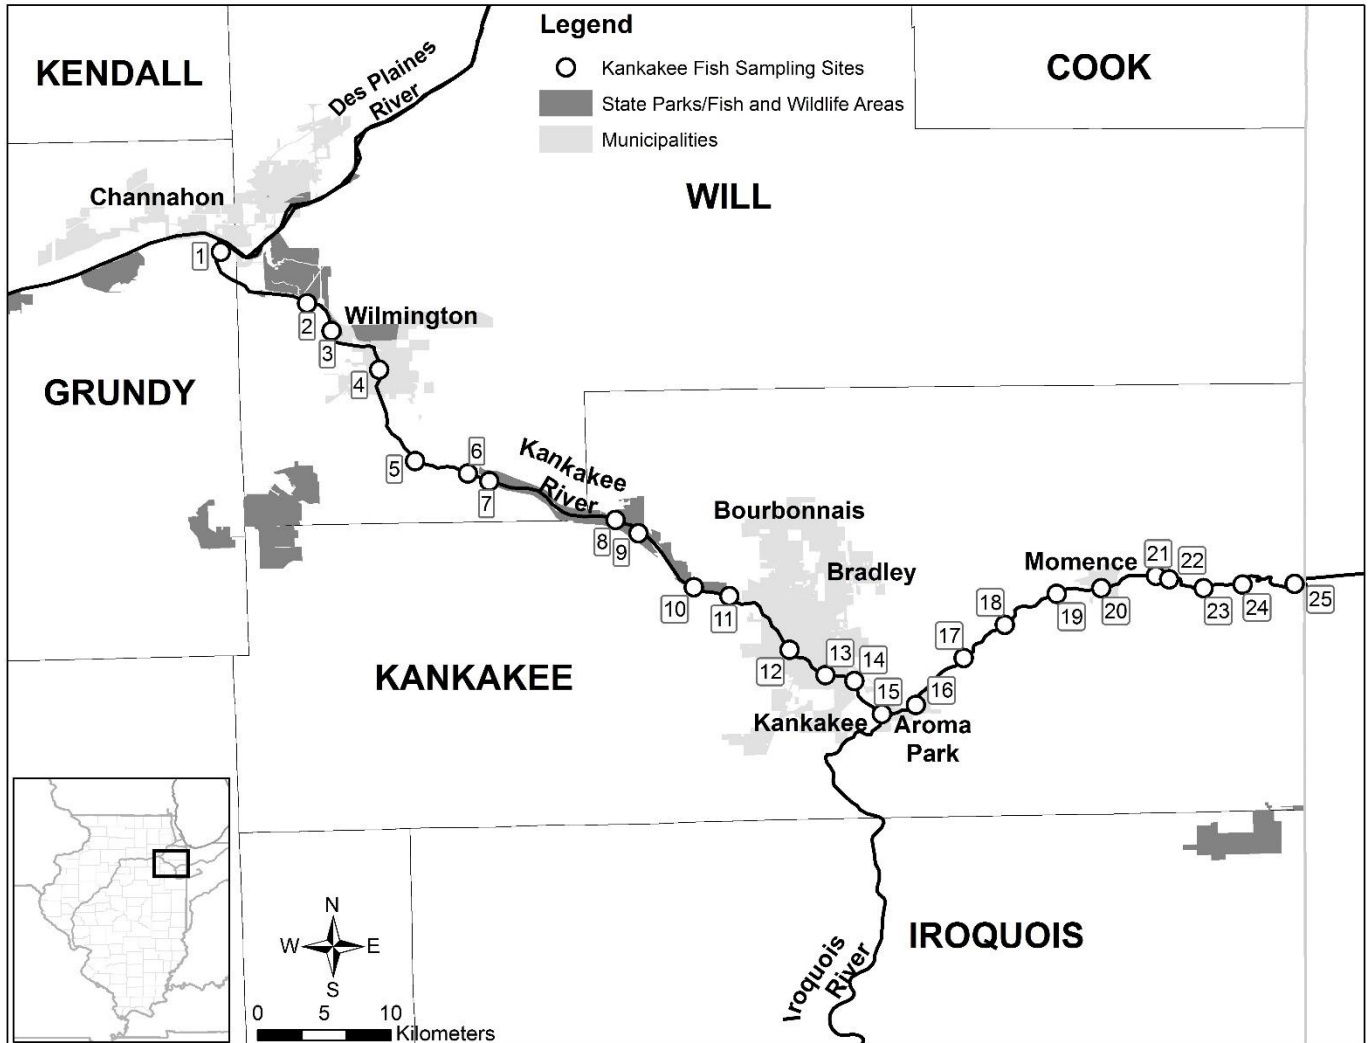 Legend
Kankakee Fish Sampling Sites
State Parks/Fish and Wildlife Areas
Municipalities
KENDALL
COOK
Des Plaines
River
Channahon
WILL
1
2
3
Wilmington
4
GRUNDY
5
6
7
Kankakee
River
8
9
Bourbonnais
Bradley
10
11
12
13
14
15
16
17
18
Momence
19
20
21
22
23
24
25
KANKAKEE
Kankakee
Aroma
Park
IROQUOIS
Iroquois
River
N
W
E
S
0
5
10
Kilometers